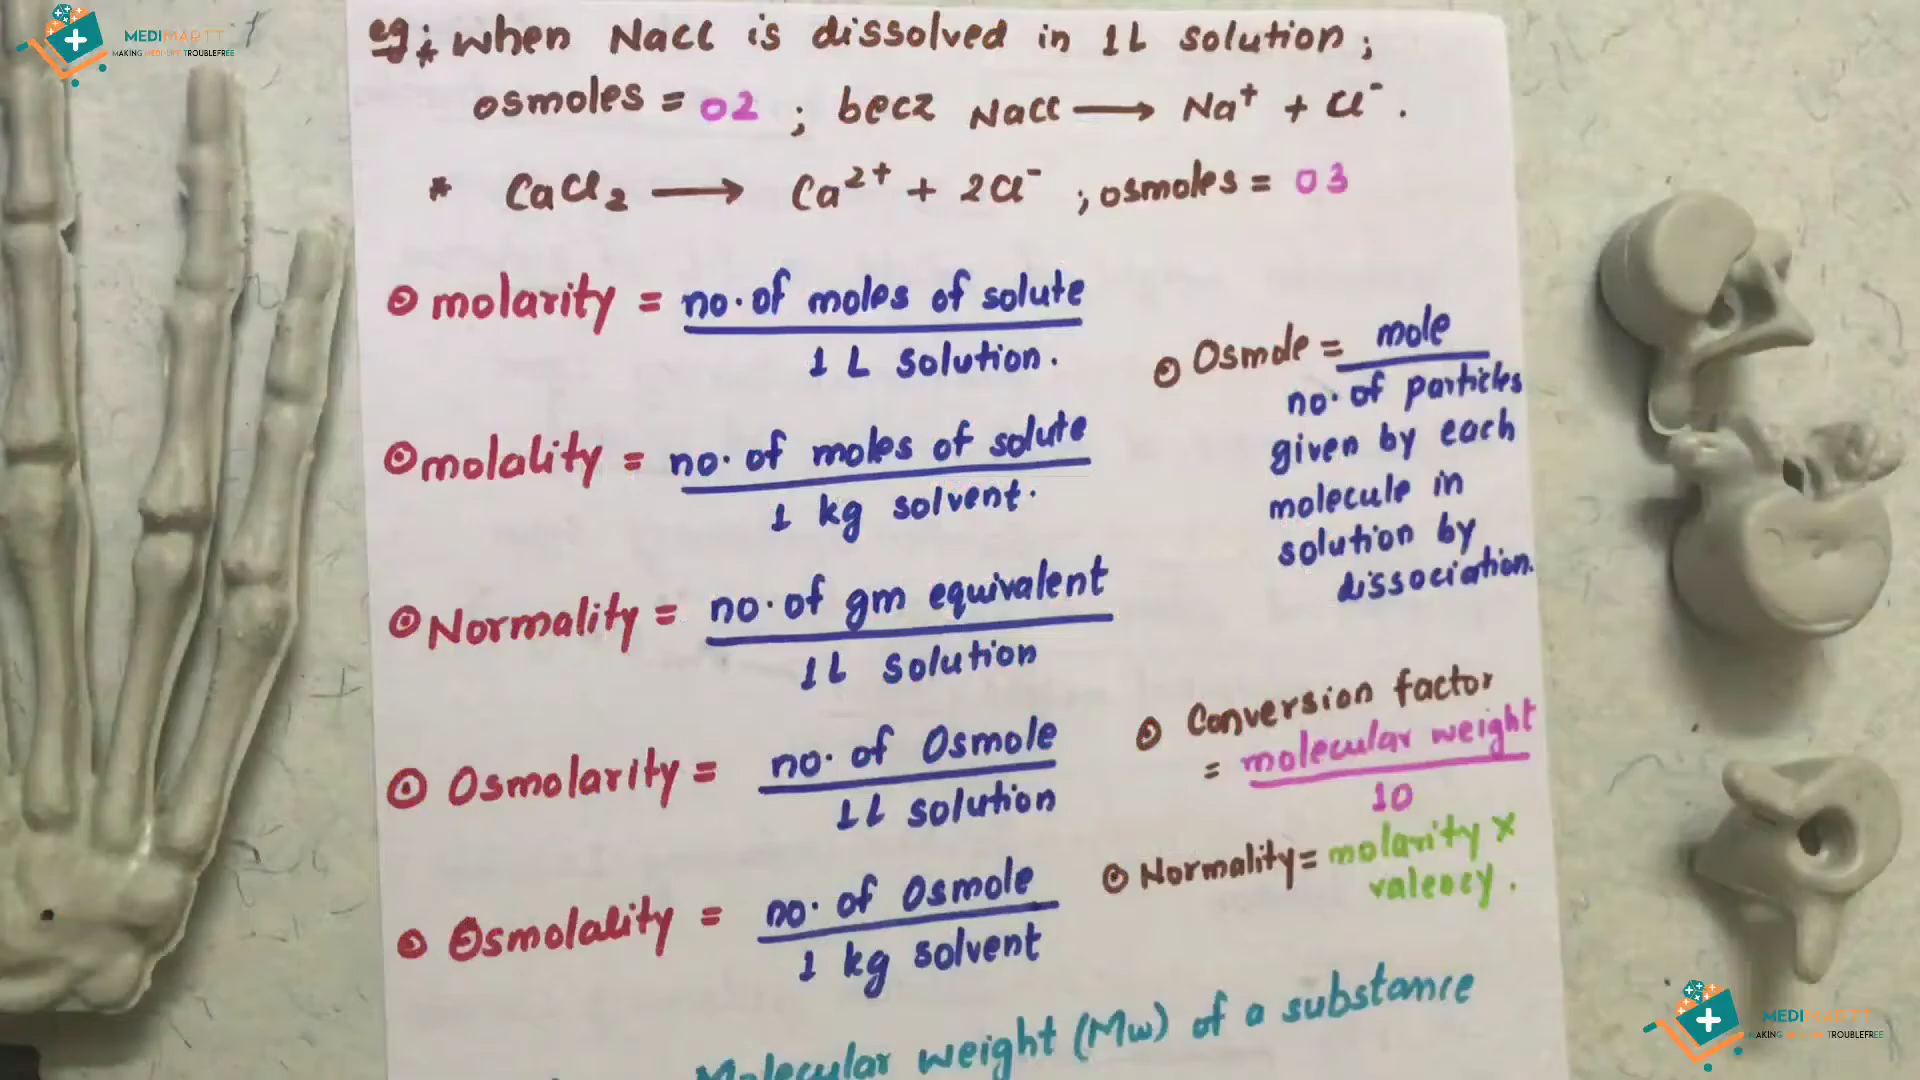 MEDIMARTT
MAKING MEDI-LIFE TROUBLEFREE
eg:* when Nacl is dissolved in 1L solution;
osmoles = 02 ; becz Nacl → Na⁺ + Cl⁻ .
* CaCl₂ → Ca²⁺ + 2Cl⁻ ; osmoles = 03
⊙ molarity = no. of moles of solute
1 L solution.
⊙ molality = no. of moles of solute
1 kg solvent.
⊙ Normality = no. of gm equivalent
1L solution
⊙ Osmolarity = no. of Osmole
1L solution
⊙ Osmolality = no. of Osmole
1 kg solvent
⊙ Osmole = mole
no. of particles
given by each
molecule in
solution by
dissociation.
⊙ Conversion factor
= molecular weight
10
⊙ Normality = molarity ×
valency .
Molecular weight (Mw) of a substance
MEDIMARTT
MAKING MEDI-LIFE TROUBLEFREE